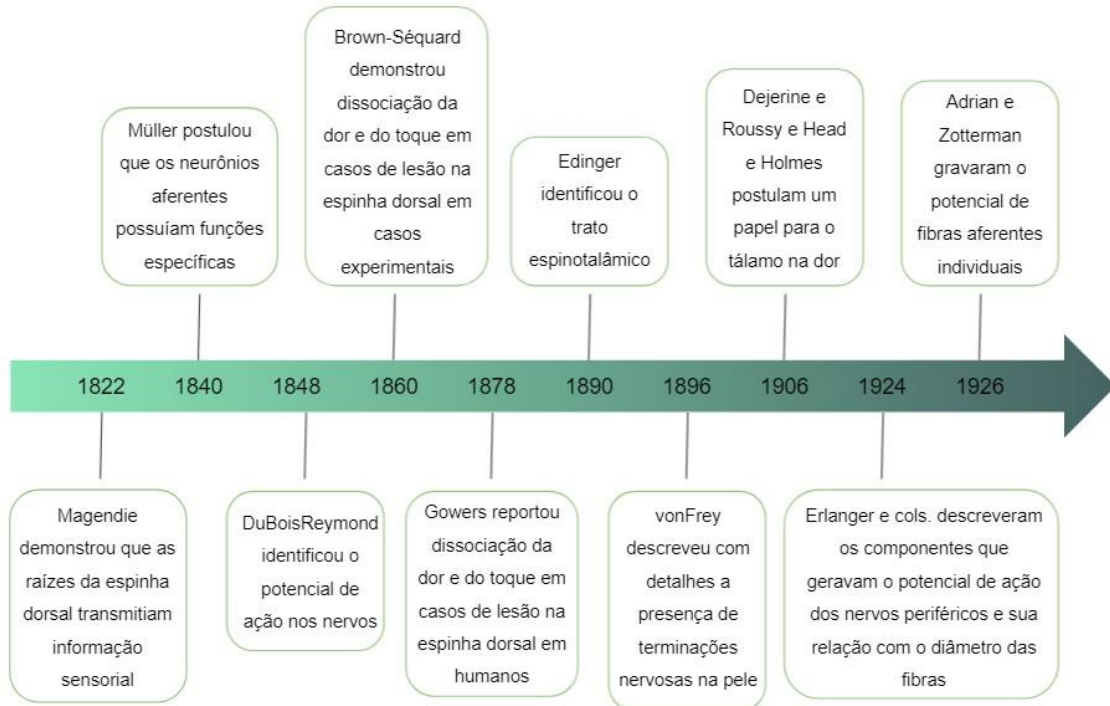 Müller postulou
que os neurônios
aferentes
possuíam funções
específicas
Brown-Séquard
demonstrou
dissociação da
dor e do toque em
casos de lesão na
espinha dorsal em
casos
experimentais
Edinger
identificou o
trato
espinotalâmico
Dejerine e
Roussy e Head
e Holmes
postulam um
papel para o
tálamo na dor
Adrian e
Zotterman
gravaram o
potencial de
fibras aferentes
individuais
1822 1840 1848 1860 1878 1890 1896 1906 1924 1926
Magendie
demonstrou que as
raízes da espinha
dorsal transmitiam
informação
sensorial
DuBoisReymond
identificou o
potencial de
ação nos nervos
Gowers reportou
dissociação da
dor e do toque em
casos de lesão na
espinha dorsal em
humanos
vonFrey
descreveu com
detalhes a
presença de
terminações
nervosas na pele
Erlanger e cols. descreveram
os componentes que
geravam o potencial de ação
dos nervos periféricos e sua
relação com o diâmetro das
fibras